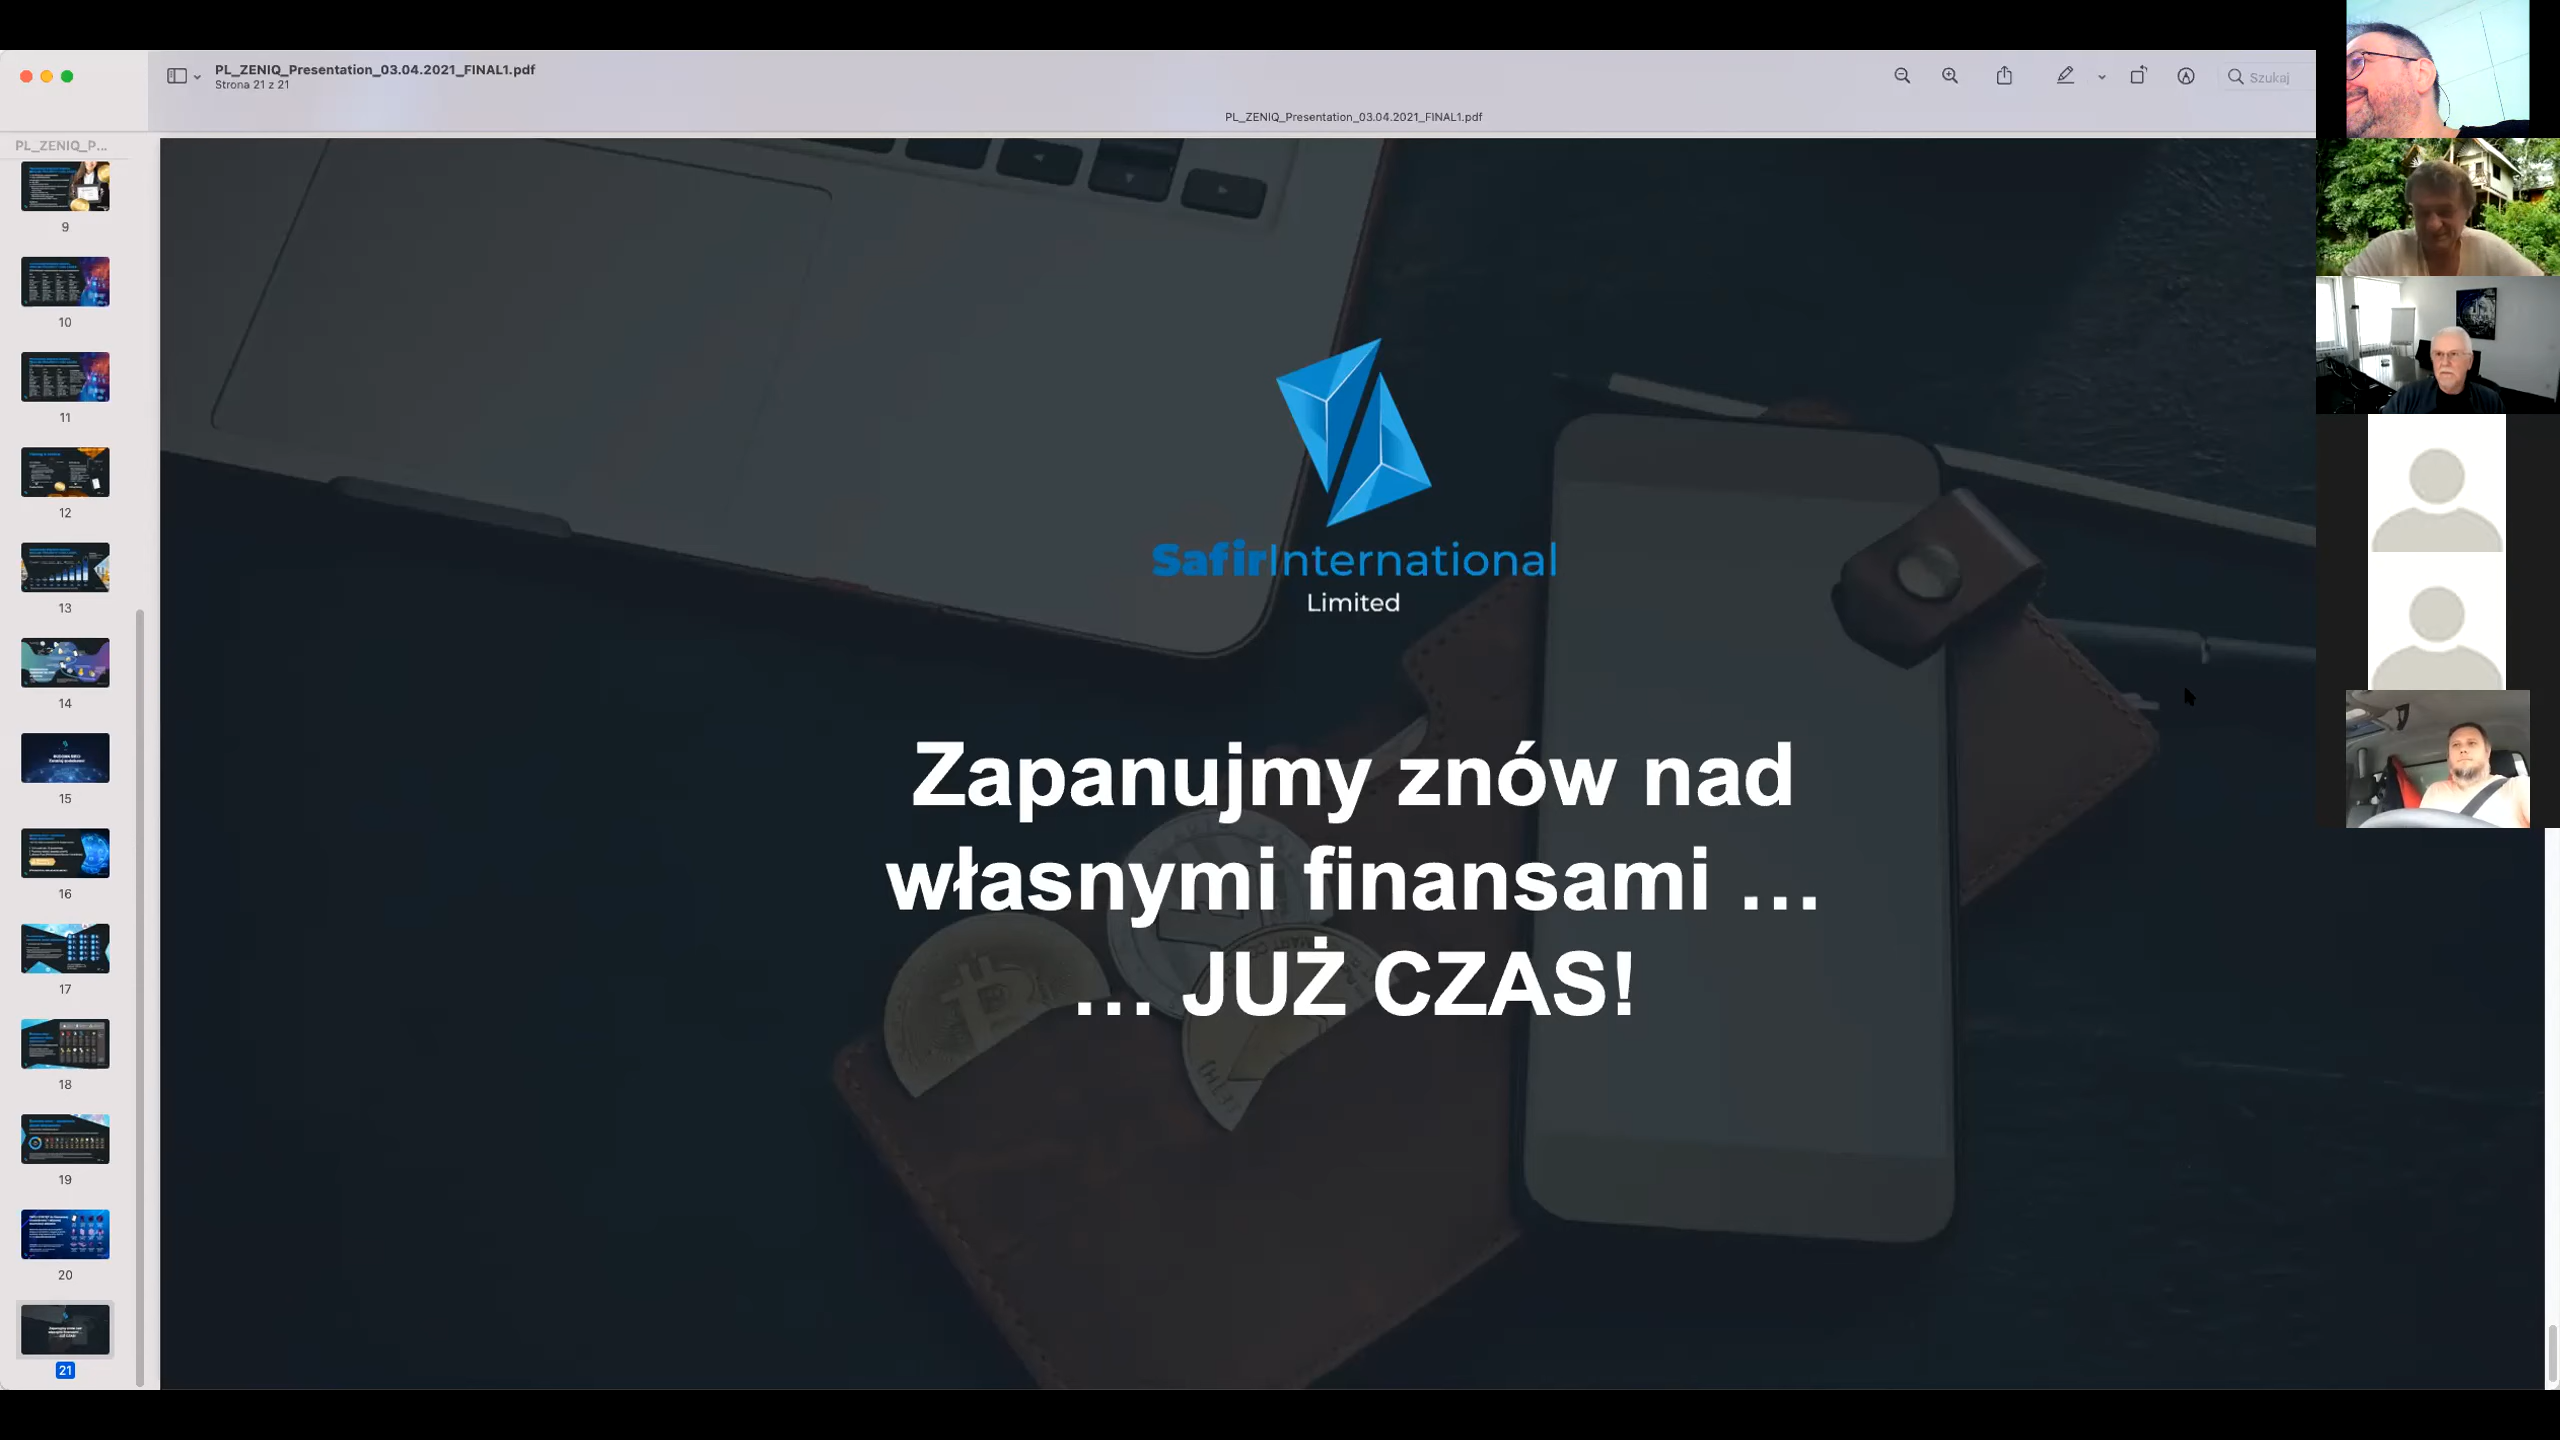 PL_ZENIQ_Presentation_03.04.2021_FINAL1.pdf
Strona 21 z 21
Szukaj
PL_ZENIQ_Presentation_03.04.2021_FINAL1.pdf
PL_ZENIQ_P...
9
10
11
12
13
14
15
16
17
18
19
20
21
SafirInternational
Limited
Zapanujmy znów nad
własnymi finansami ...
... JUŻ CZAS!